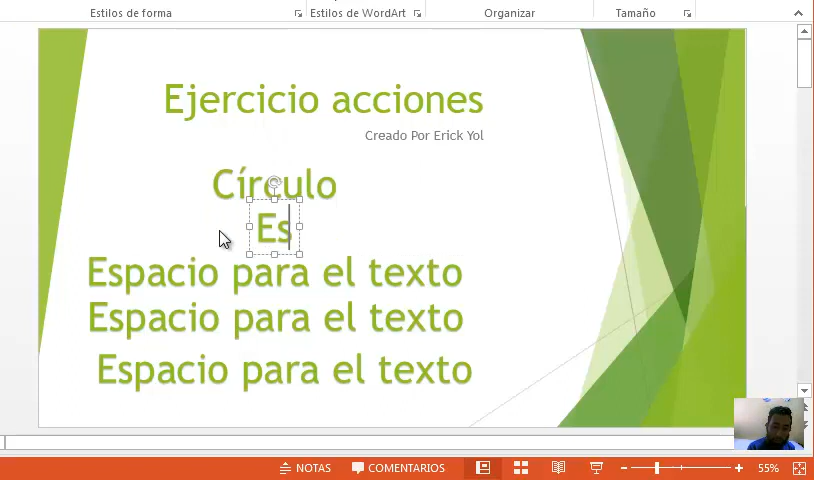 Estilos de forma Estilos de WordArt Organizar Tamaño
Ejercicio acciones
Creado Por Erick Yol
Círculo
Es
Espacio para el texto
Espacio para el texto
Espacio para el texto
NOTAS COMENTARIOS 55%